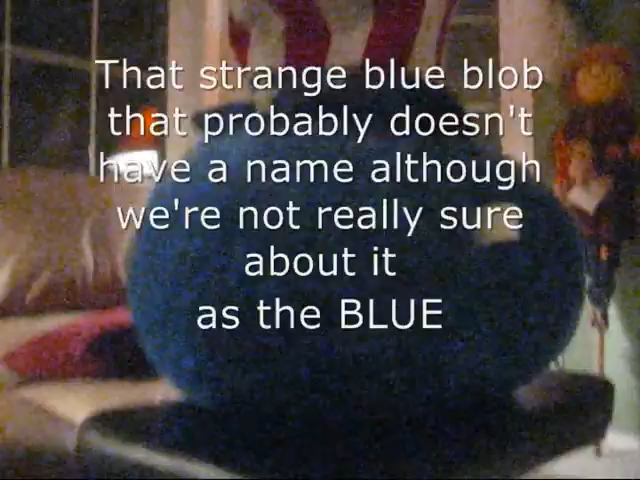 That strange blue blob
that probably doesn't
have a name although
we're not really sure
about it
as the BLUE